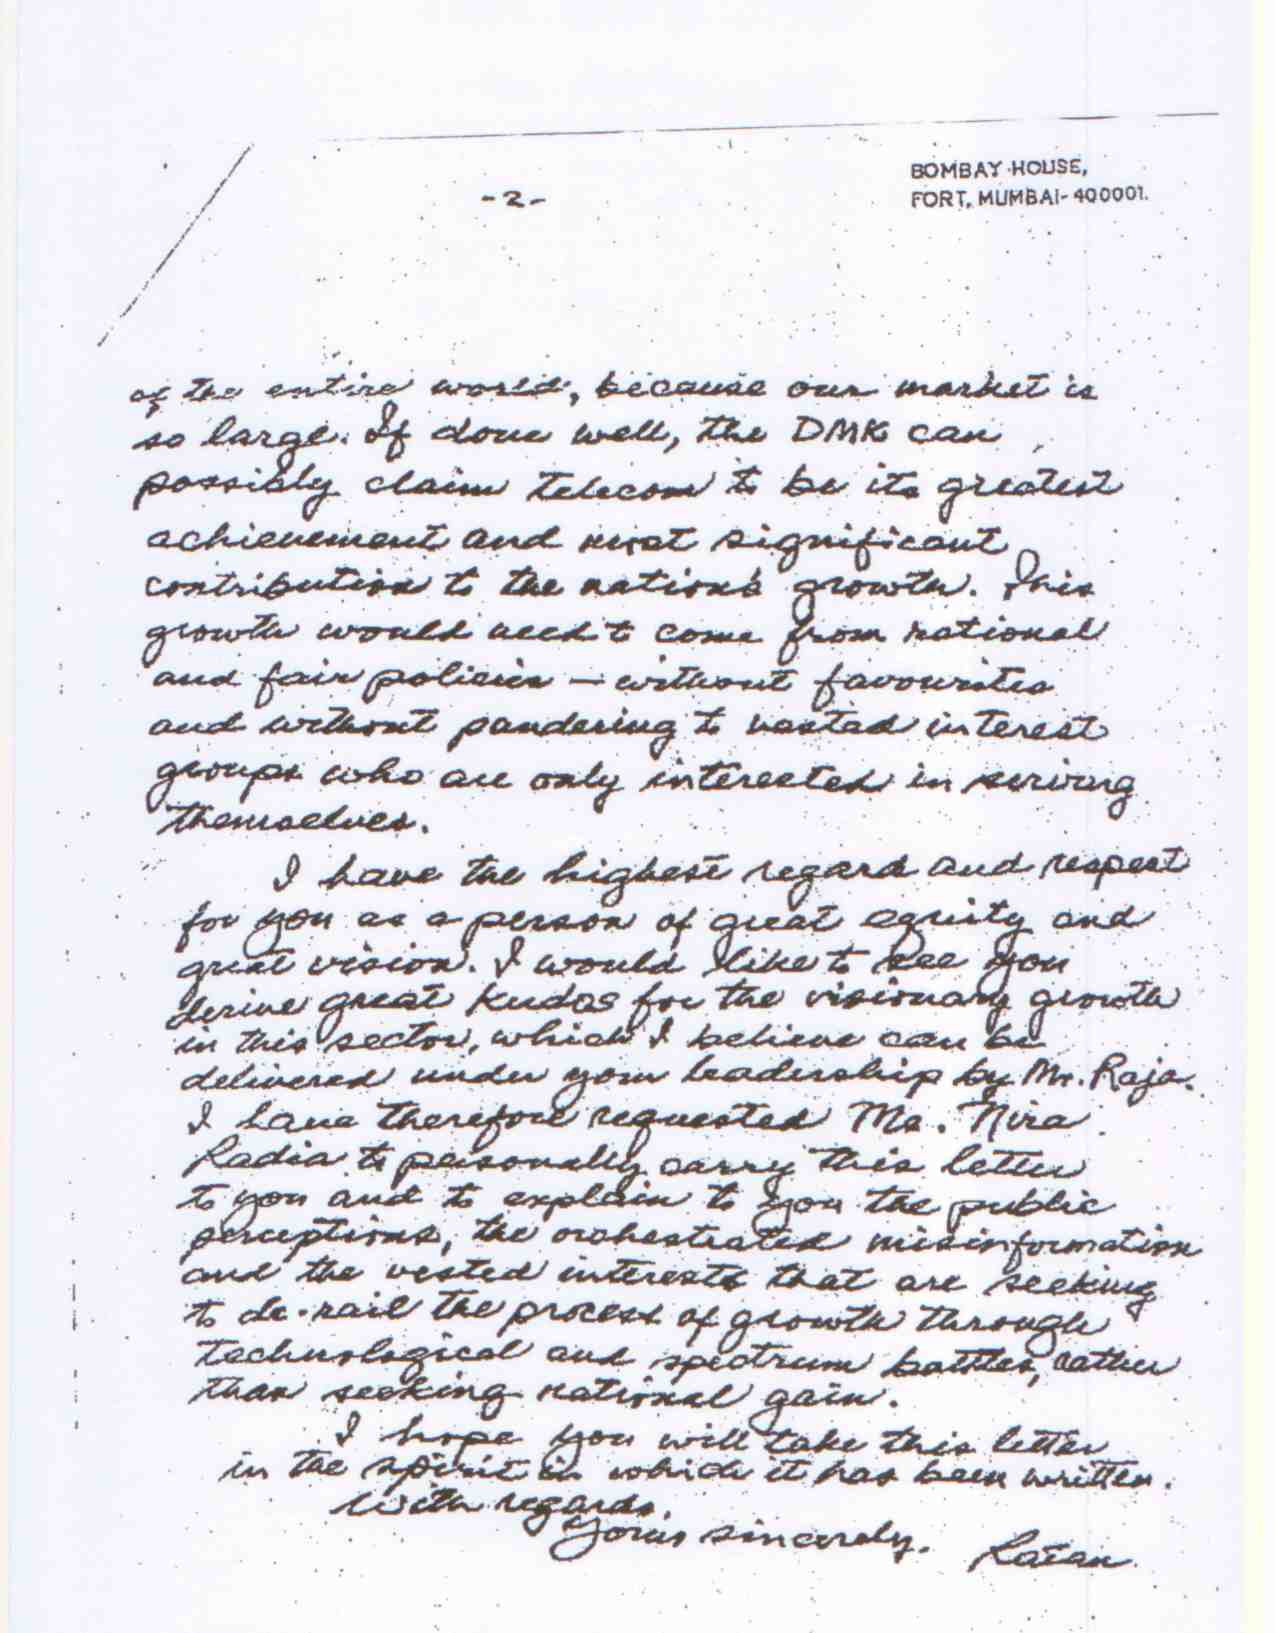 BOMBAY HOUSE,
FORT, MUMBAI-400001.
-2-
of the entire world, because our market is
so large. If done well, the DMK can
possibly claim telecom to be its greatest
achievement and most significant
contribution to the nation's growth. This
growth would need to come from rational
and fair policies – without favourites
and without pandering to vested interest
groups who are only interested in serving
themselves.
I have the highest regard and respect
for you as a person of great equity and
great vision. I would like to see you
derive great kudos for the visionary growth
in this sector, which I believe can be
delivered under your leadership by Mr. Raja.
I have therefore requested Ms. Nira
Radia to personally carry this letter
to you and to explain to you the public
perceptions, the orchestrated misinformation
and the vested interests that are seeking
to de-rail the process of growth through
technological and spectrum battles, rather
than seeking national gain.
I hope you will take this letter
in the spirit in which it has been written.
With regards,
Yours sincerely.
Ratan